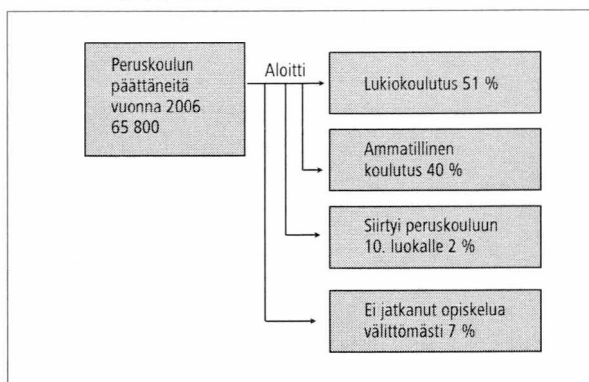 Peruskoulun
päättäneitä
vuonna 2006
65 800
Aloitti
Lukiokoulutus 51 %
Ammatillinen
koulutus 40 %
Siirtyi peruskouluun
10. luokalle 2 %
Ei jatkanut opiskelua
välittömästi 7 %